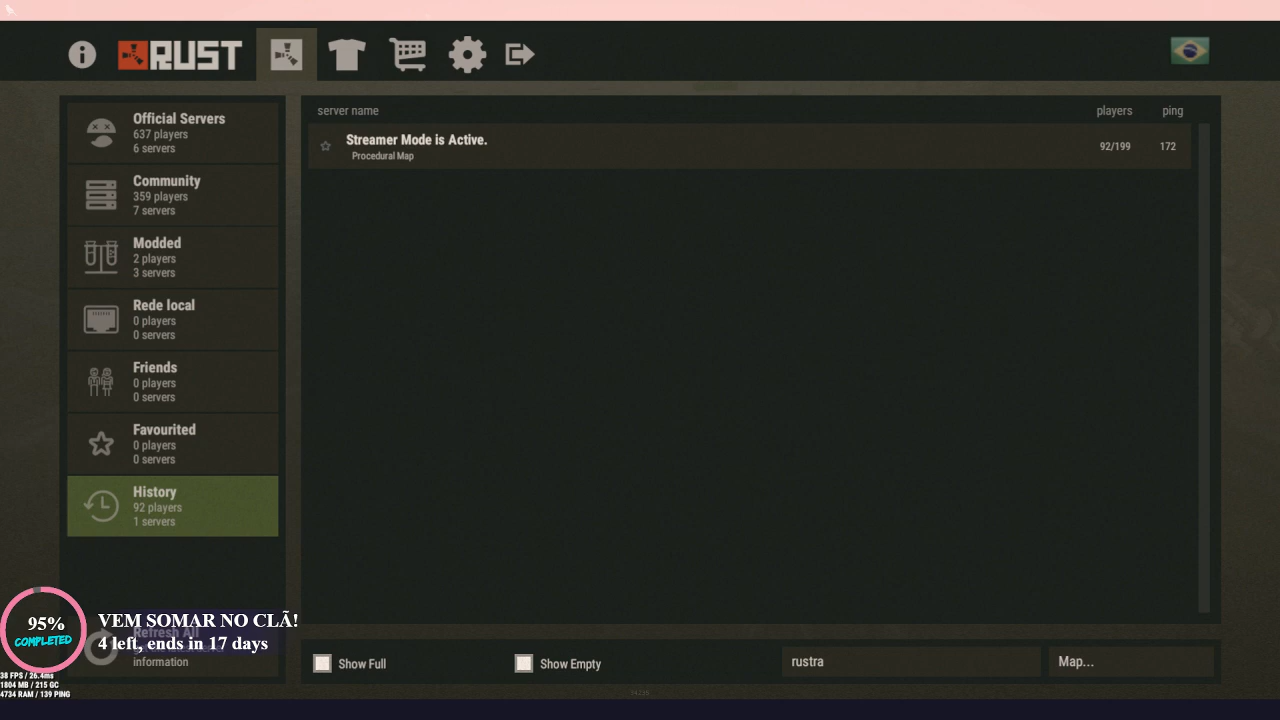 RUST
Official Servers
637 players
6 servers
Community
359 players
7 servers
Modded
2 players
3 servers
Rede local
0 players
0 servers
Friends
0 players
0 servers
Favourited
0 players
0 servers
History
92 players
1 servers
Refresh All
information
server name players ping
Streamer Mode is Active. 92/199 172
Procedural Map
Show Full
Show Empty
rustra
Map...
95%
COMPLETED
VEM SOMAR NO CLÃ!
4 left, ends in 17 days
38 FPS / 26.4ms
1804 MB / 215 GC
4734 RAM / 139 PING